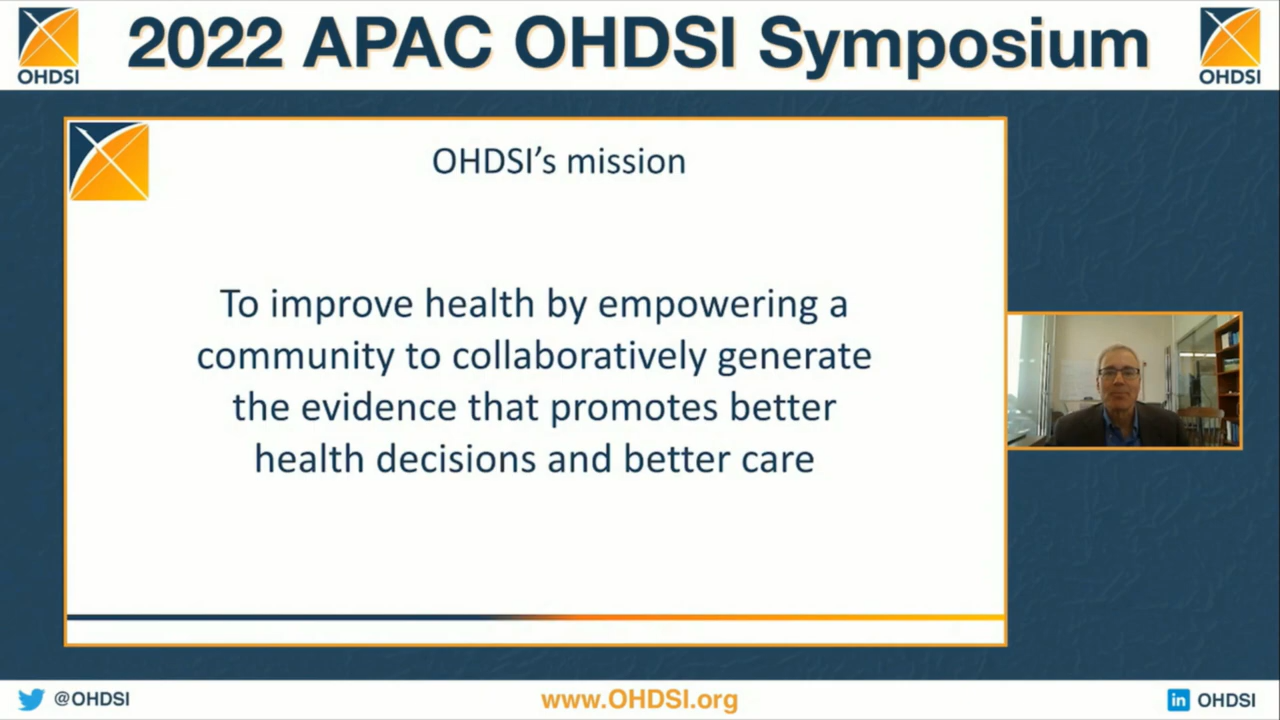 2022 APAC OHDSI Symposium
OHDSI
OHDSI
OHDSI's mission
To improve health by empowering a
community to collaboratively generate
the evidence that promotes better
health decisions and better care
@OHDSI
www.OHDSI.org
in OHDSI